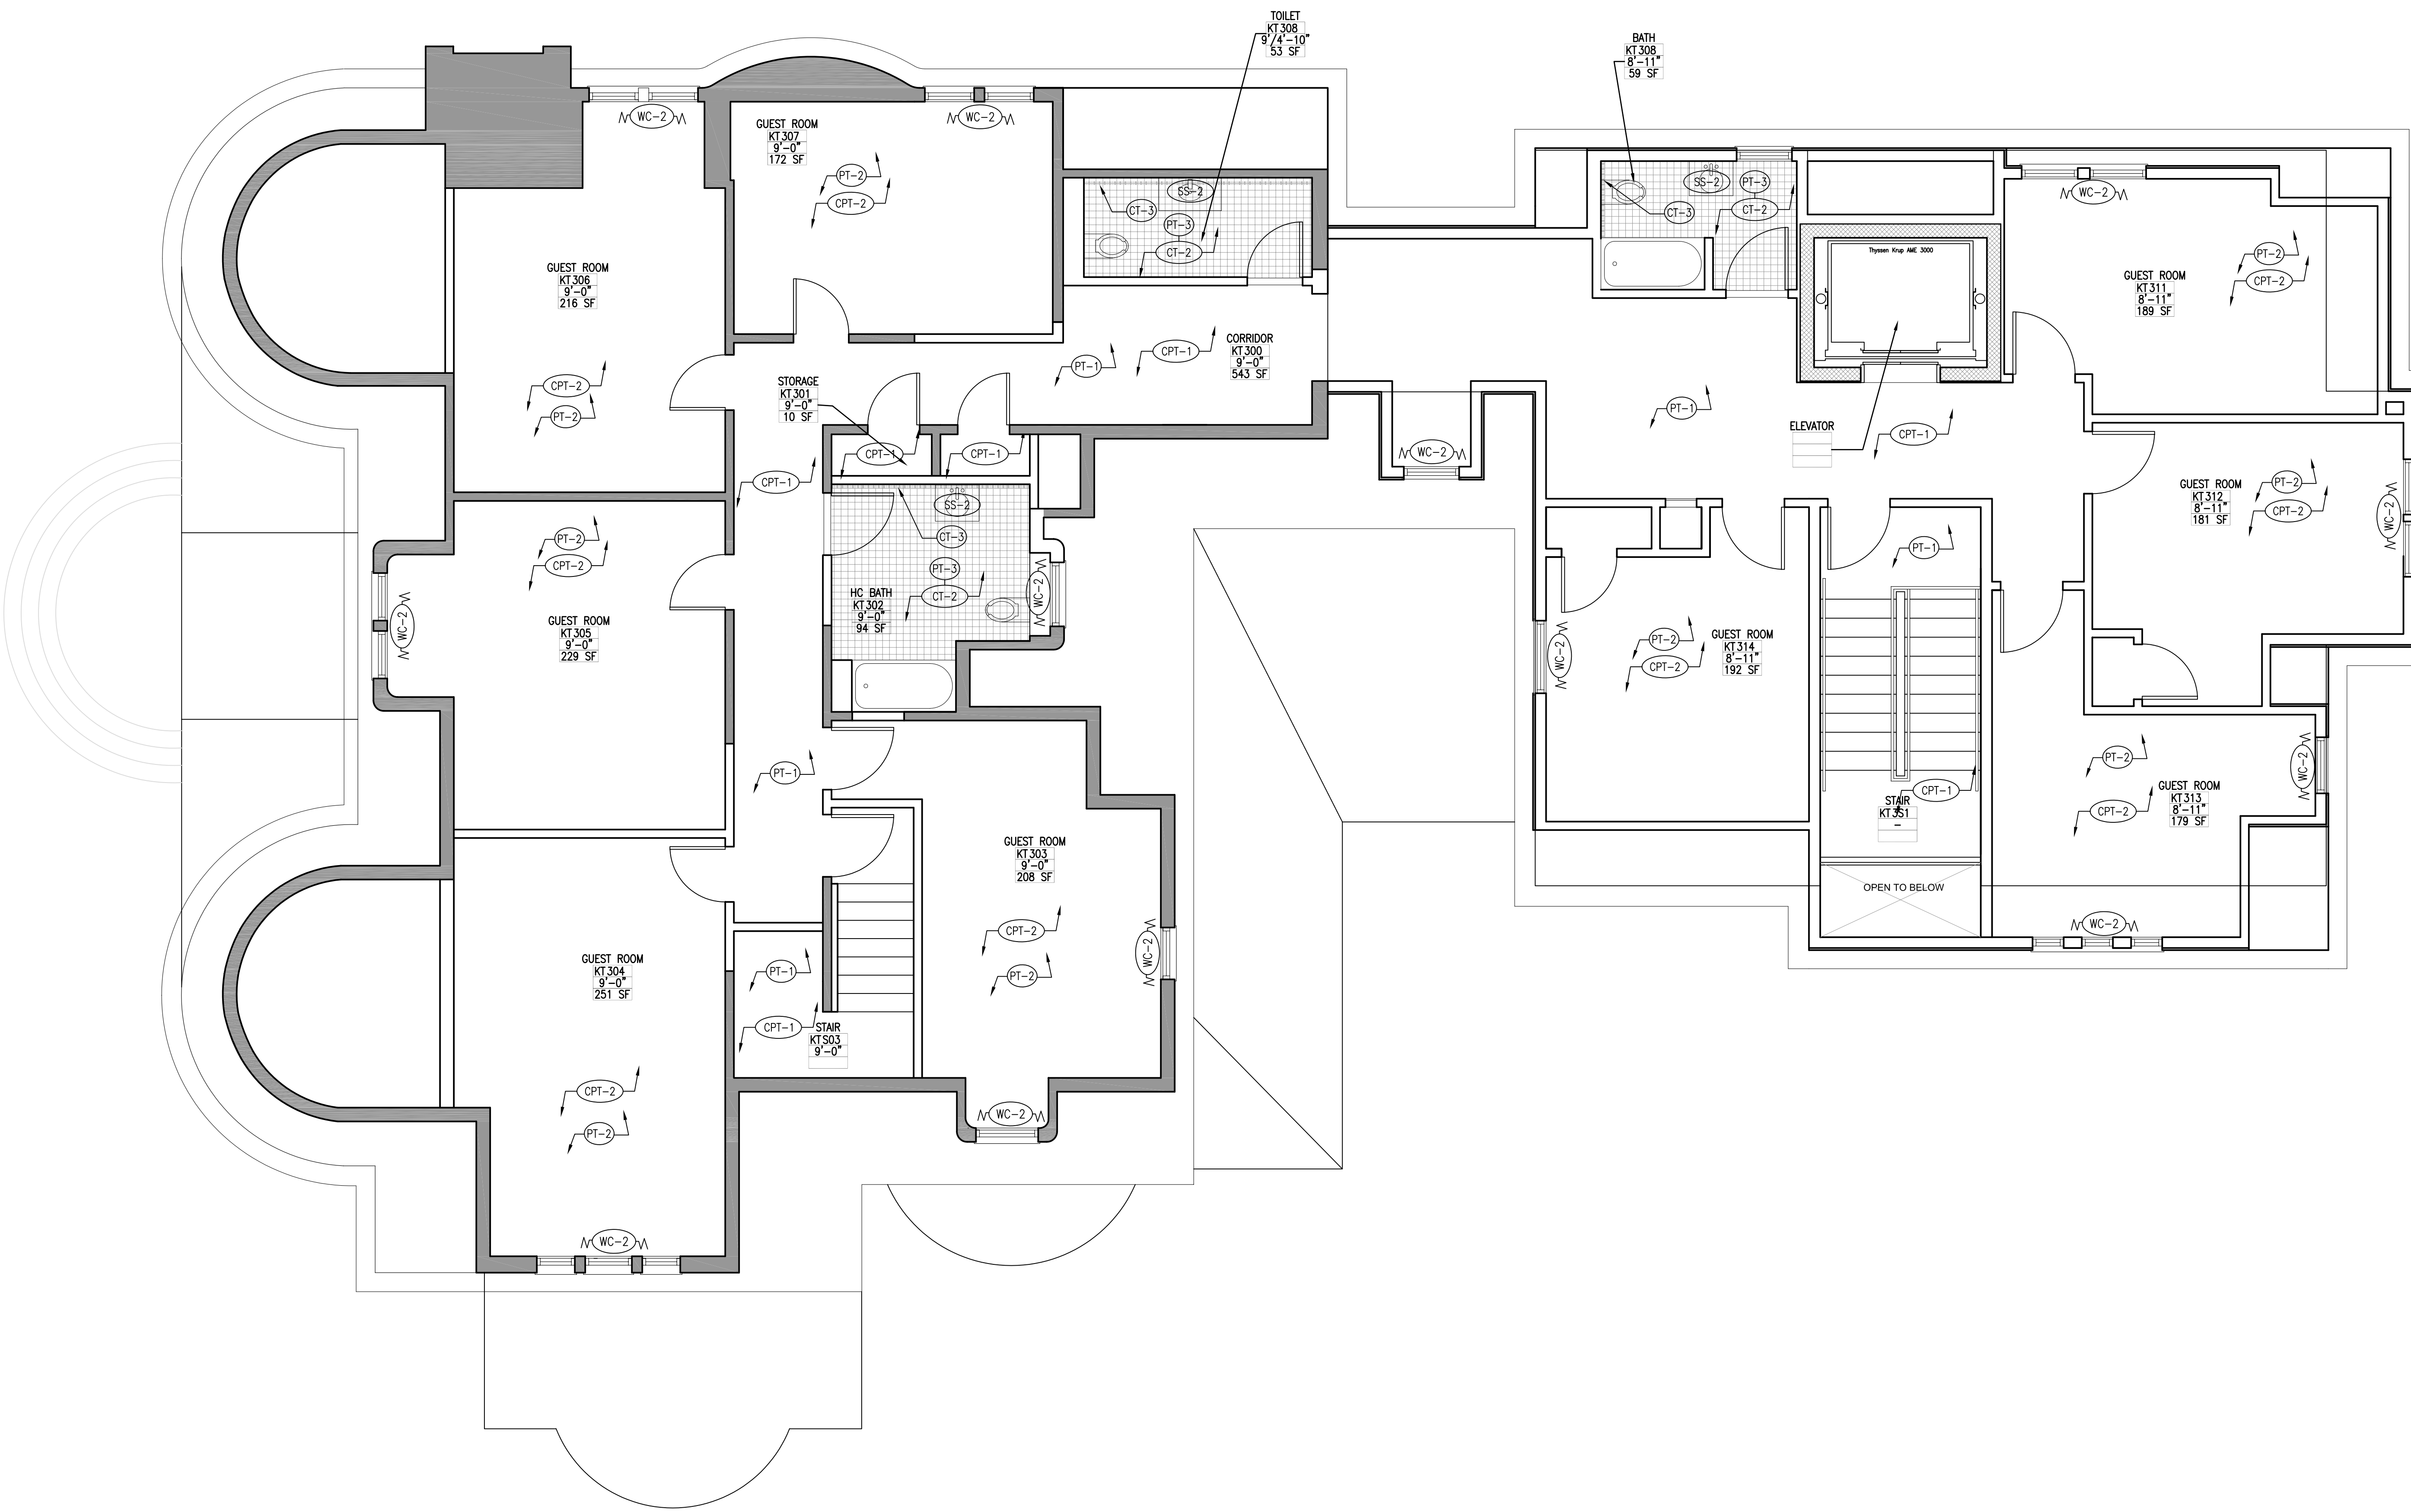 TOILET
KT308
9'/4'-10"
53 SF
BATH
KT308
8'-11"
59 SF
WC-2
WC-2
GUEST ROOM
KT307
9'-0"
172 SF
PT-2
CPT-2
SS-2
CT-3
PT-3
CT-2
SS-2
PT-3
CT-3
CT-2
WC-2
Thyssen Krup AME 3000
PT-2
CPT-2
GUEST ROOM
KT311
8'-11"
189 SF
GUEST ROOM
KT306
9'-0"
216 SF
CPT-2
PT-2
CORRIDOR
KT300
9'-0"
543 SF
CPT-1
PT-1
STORAGE
KT301
9'-0"
10 SF
CPT-1
CPT-1
CPT-1
WC-2
PT-1
ELEVATOR
CPT-1
GUEST ROOM
KT312
8'-11"
181 SF
PT-2
CPT-2
WC-2
SS-2
CT-3
PT-3
CT-2
WC-2
HC BATH
KT302
9'-0"
94 SF
PT-2
CPT-2
WC-2
GUEST ROOM
KT305
9'-0"
229 SF
PT-1
WC-2
PT-2
CPT-2
GUEST ROOM
KT314
8'-11"
192 SF
PT-1
CPT-1
STAIR
KT3S1
-
OPEN TO BELOW
PT-2
CPT-2
GUEST ROOM
KT313
8'-11"
179 SF
WC-2
WC-2
GUEST ROOM
KT303
9'-0"
208 SF
CPT-2
PT-2
WC-2
WC-2
GUEST ROOM
KT304
9'-0"
251 SF
CPT-2
PT-2
WC-2
PT-1
CPT-1
STAIR
KTS03
9'-0"